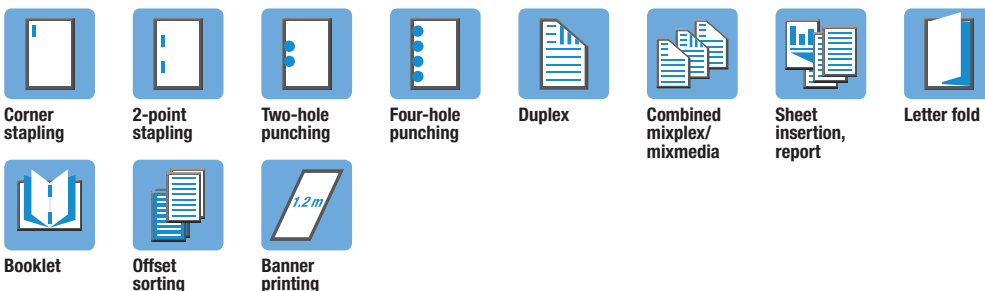 Corner
stapling
2-point
stapling
Two-hole
punching
Four-hole
punching
Duplex
Combined
mixplex/
mixmedia
Sheet
insertion,
report
Letter fold
1.2 m
Booklet
Offset
sorting
Banner
printing